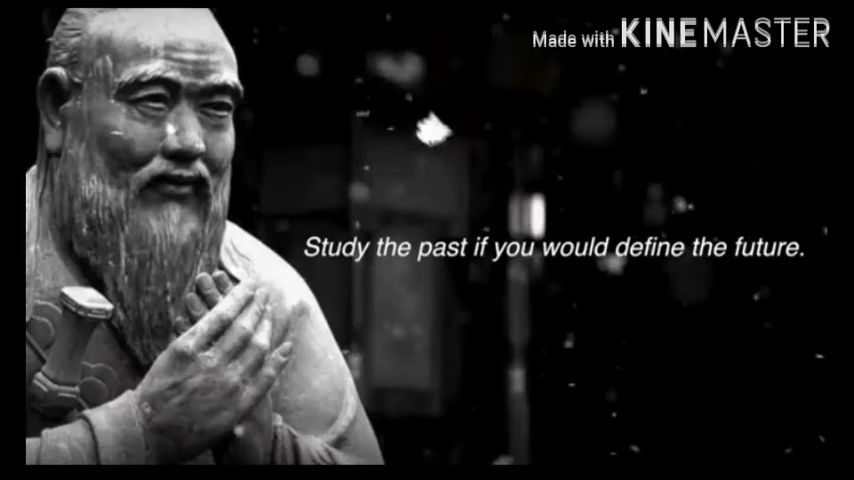 Made with KINEMASTER
Study the past if you would define the future.